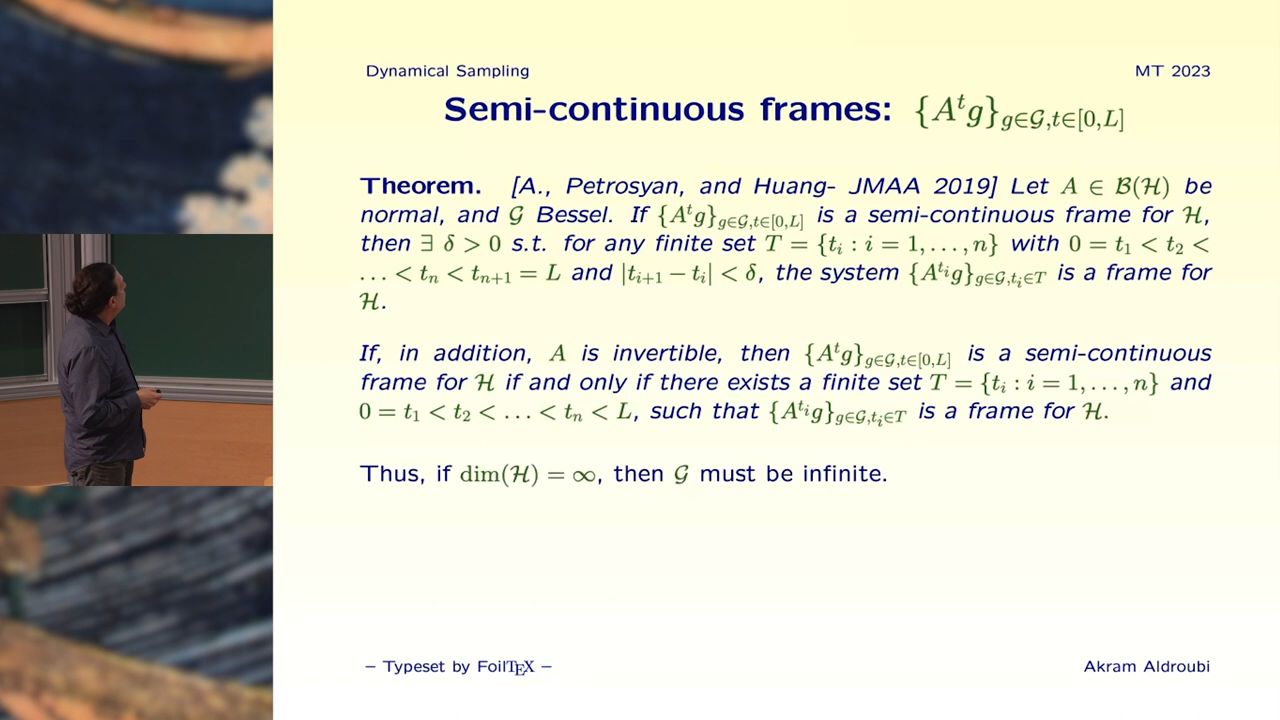 Dynamical Sampling MT 2023
Semi-continuous frames: {A^t g}_{g∈𝒢,t∈[0,L]}
Theorem. [A., Petrosyan, and Huang- JMAA 2019] Let A ∈ ℬ(ℋ) be
normal, and 𝒢 Bessel. If {A^t g}_{g∈𝒢,t∈[0,L]} is a semi-continuous frame for ℋ,
then ∃ δ > 0 s.t. for any finite set T = {t_i : i = 1, . . . , n} with 0 = t_1 < t_2 <
. . . < t_n < t_{n+1} = L and |t_{i+1} − t_i| < δ, the system {A^{t_i} g}_{g∈𝒢,t_i∈T} is a frame for
ℋ.
If, in addition, A is invertible, then {A^t g}_{g∈𝒢,t∈[0,L]} is a semi-continuous
frame for ℋ if and only if there exists a finite set T = {t_i : i = 1, . . . , n} and
0 = t_1 < t_2 < . . . < t_n < L, such that {A^{t_i} g}_{g∈𝒢,t_i∈T} is a frame for ℋ.
Thus, if dim(ℋ) = ∞, then 𝒢 must be infinite.
– Typeset by FoilTEX – Akram Aldroubi